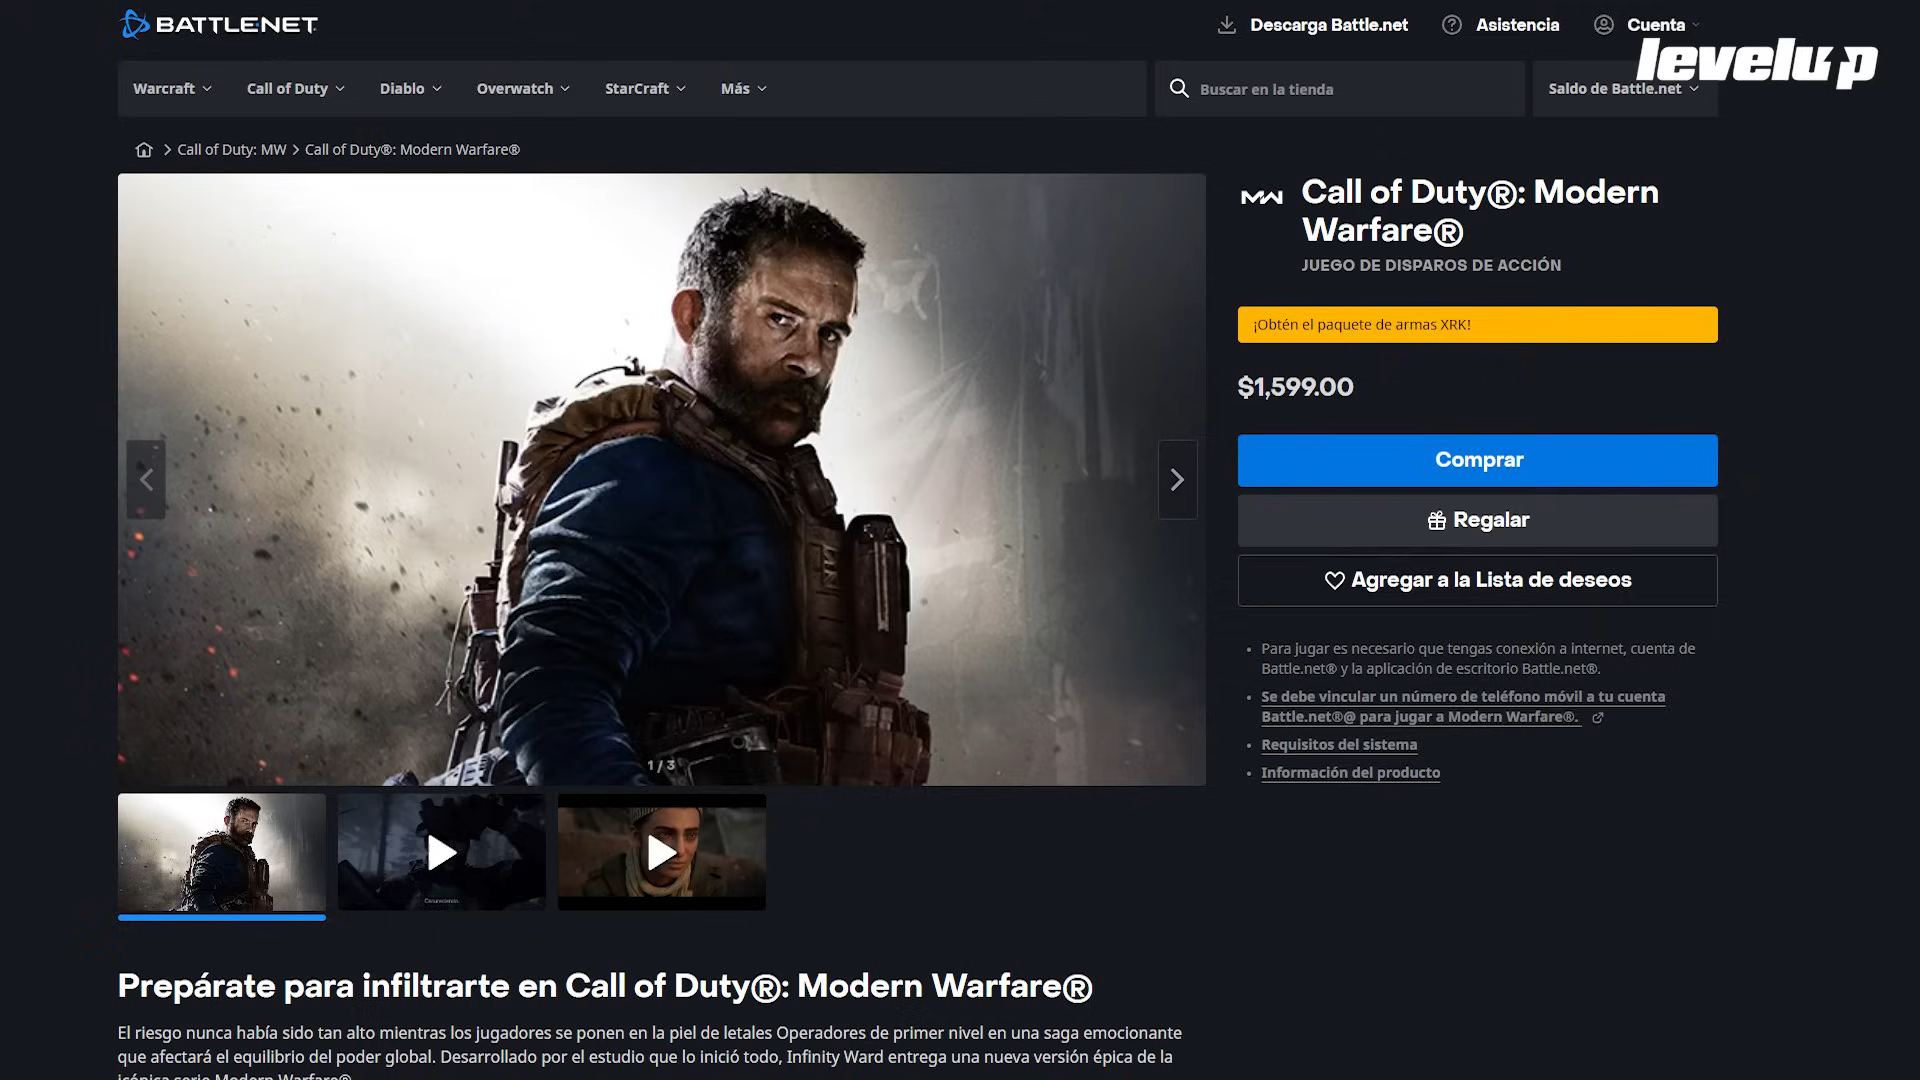 BATTLE.NET
Descarga Battle.net
Asistencia
Cuenta
levelup
Warcraft
Call of Duty
Diablo
Overwatch
StarCraft
Más
Buscar en la tienda
Saldo de Battle.net
Call of Duty: MW
Call of Duty®: Modern Warfare®
MW
Call of Duty®: Modern
Warfare®
JUEGO DE DISPAROS DE ACCIÓN
¡Obtén el paquete de armas XRK!
$1,599.00
Comprar
Regalar
Agregar a la Lista de deseos
Para jugar es necesario que tengas conexión a internet, cuenta de
Battle.net® y la aplicación de escritorio Battle.net®.
Se debe vincular un número de teléfono móvil a tu cuenta
Battle.net®@ para jugar a Modern Warfare®.
Requisitos del sistema
Información del producto
1 / 3
Prepárate para infiltrarte en Call of Duty®: Modern Warfare®
El riesgo nunca había sido tan alto mientras los jugadores se ponen en la piel de letales Operadores de primer nivel en una saga emocionante
que afectará el equilibrio del poder global. Desarrollado por el estudio que lo inició todo, Infinity Ward entrega una nueva versión épica de la
icónica serie Modern Warfare®.